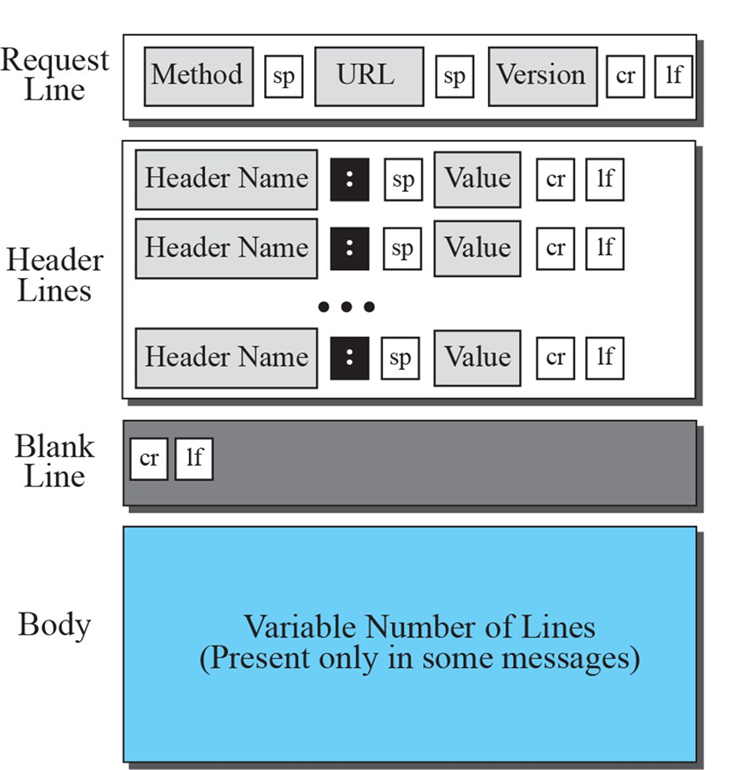 Request
Line
Method sp URL sp Version cr lf
Header
Lines
Header Name : sp Value cr lf
Header Name : sp Value cr lf
• • •
Header Name : sp Value cr lf
Blank
Line
cr lf
Body
Variable Number of Lines
(Present only in some messages)